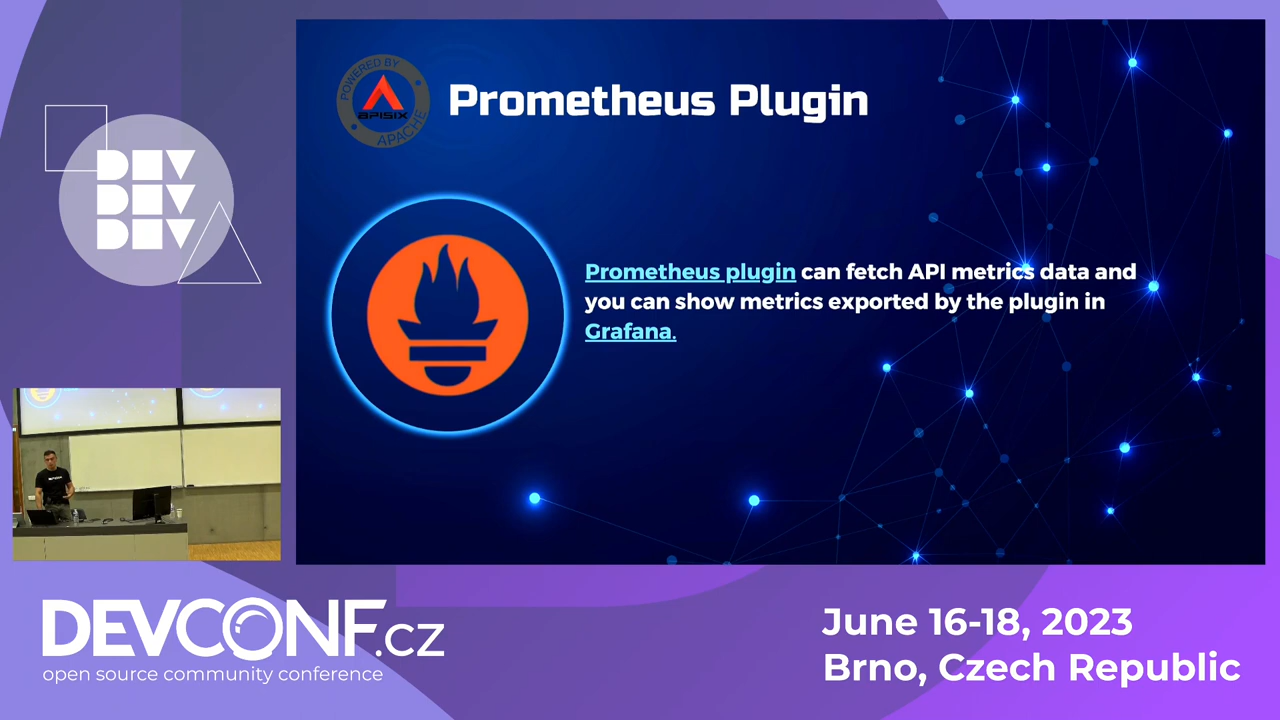 POWERED BY
APISIX
APACHE
Prometheus Plugin
DEV
DEV
DEV
Prometheus plugin can fetch API metrics data and
you can show metrics exported by the plugin in
Grafana.
DEVCONF.cz
open source community conference
June 16-18, 2023
Brno, Czech Republic